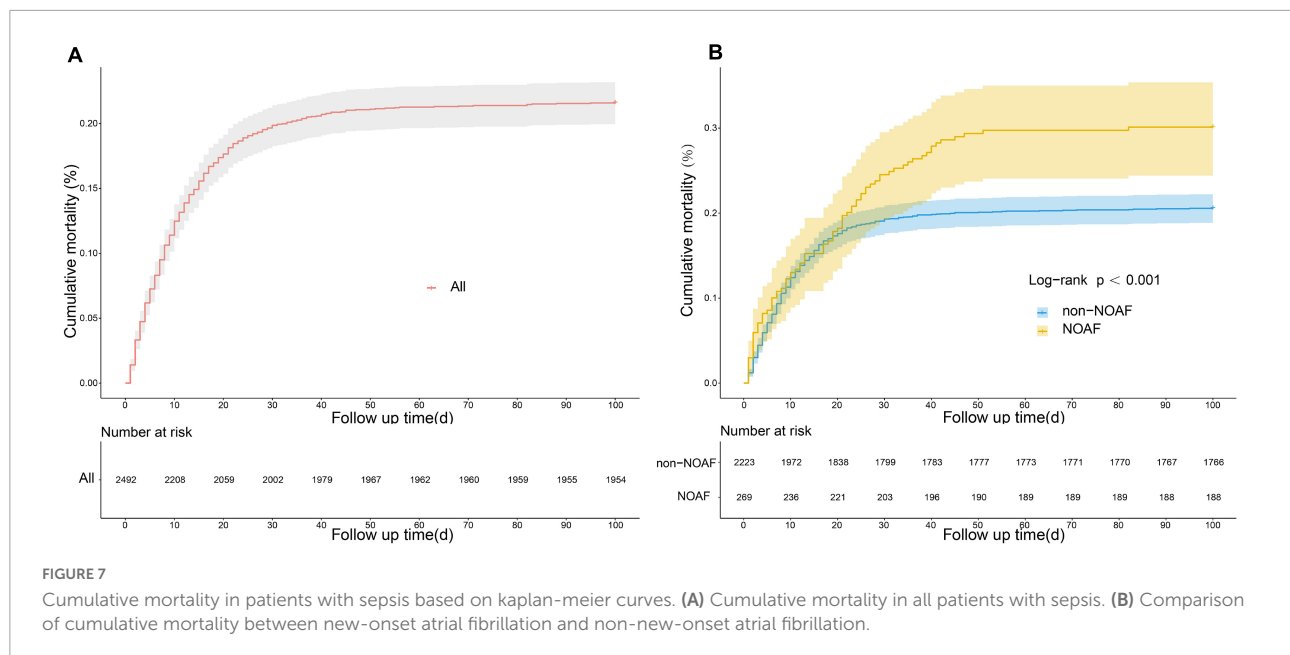 A
Cumulative mortality (%)
0.20
0.15
0.10
0.05
0.00
All
0 10 20 30 40 50 60 70 80 90 100
Follow up time(d)
Number at risk
All 2492 2208 2059 2002 1979 1967 1962 1960 1959 1955 1954
0 10 20 30 40 50 60 70 80 90 100
Follow up time(d)
B
Cumulative mortality (%)
0.3
0.2
0.1
0.0
Log-rank p < 0.001
non-NOAF
NOAF
0 10 20 30 40 50 60 70 80 90 100
Follow up time(d)
Number at risk
non-NOAF 2223 1972 1838 1799 1783 1777 1773 1771 1770 1767 1766
NOAF 269 236 221 203 196 190 189 189 189 188 188
0 10 20 30 40 50 60 70 80 90 100
Follow up time(d)
FIGURE 7
Cumulative mortality in patients with sepsis based on kaplan-meier curves. (A) Cumulative mortality in all patients with sepsis. (B) Comparison
of cumulative mortality between new-onset atrial fibrillation and non-new-onset atrial fibrillation.